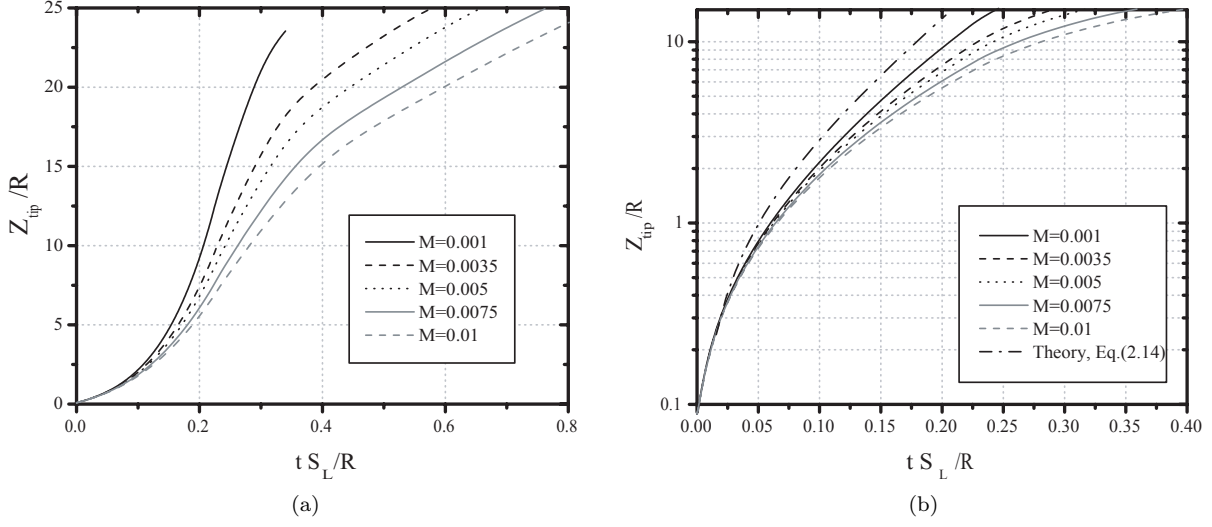 25
20
15
10
5
0
Z_tip/R
0.0 0.2 0.4 0.6 0.8
t S_L/R
M=0.001
M=0.0035
M=0.005
M=0.0075
M=0.01
(a)
10
1
0.1
Z_tip/R
0.00 0.05 0.10 0.15 0.20 0.25 0.30 0.35 0.40
t S_L/R
M=0.001
M=0.0035
M=0.005
M=0.0075
M=0.01
Theory, Eq.(2.14)
(b)